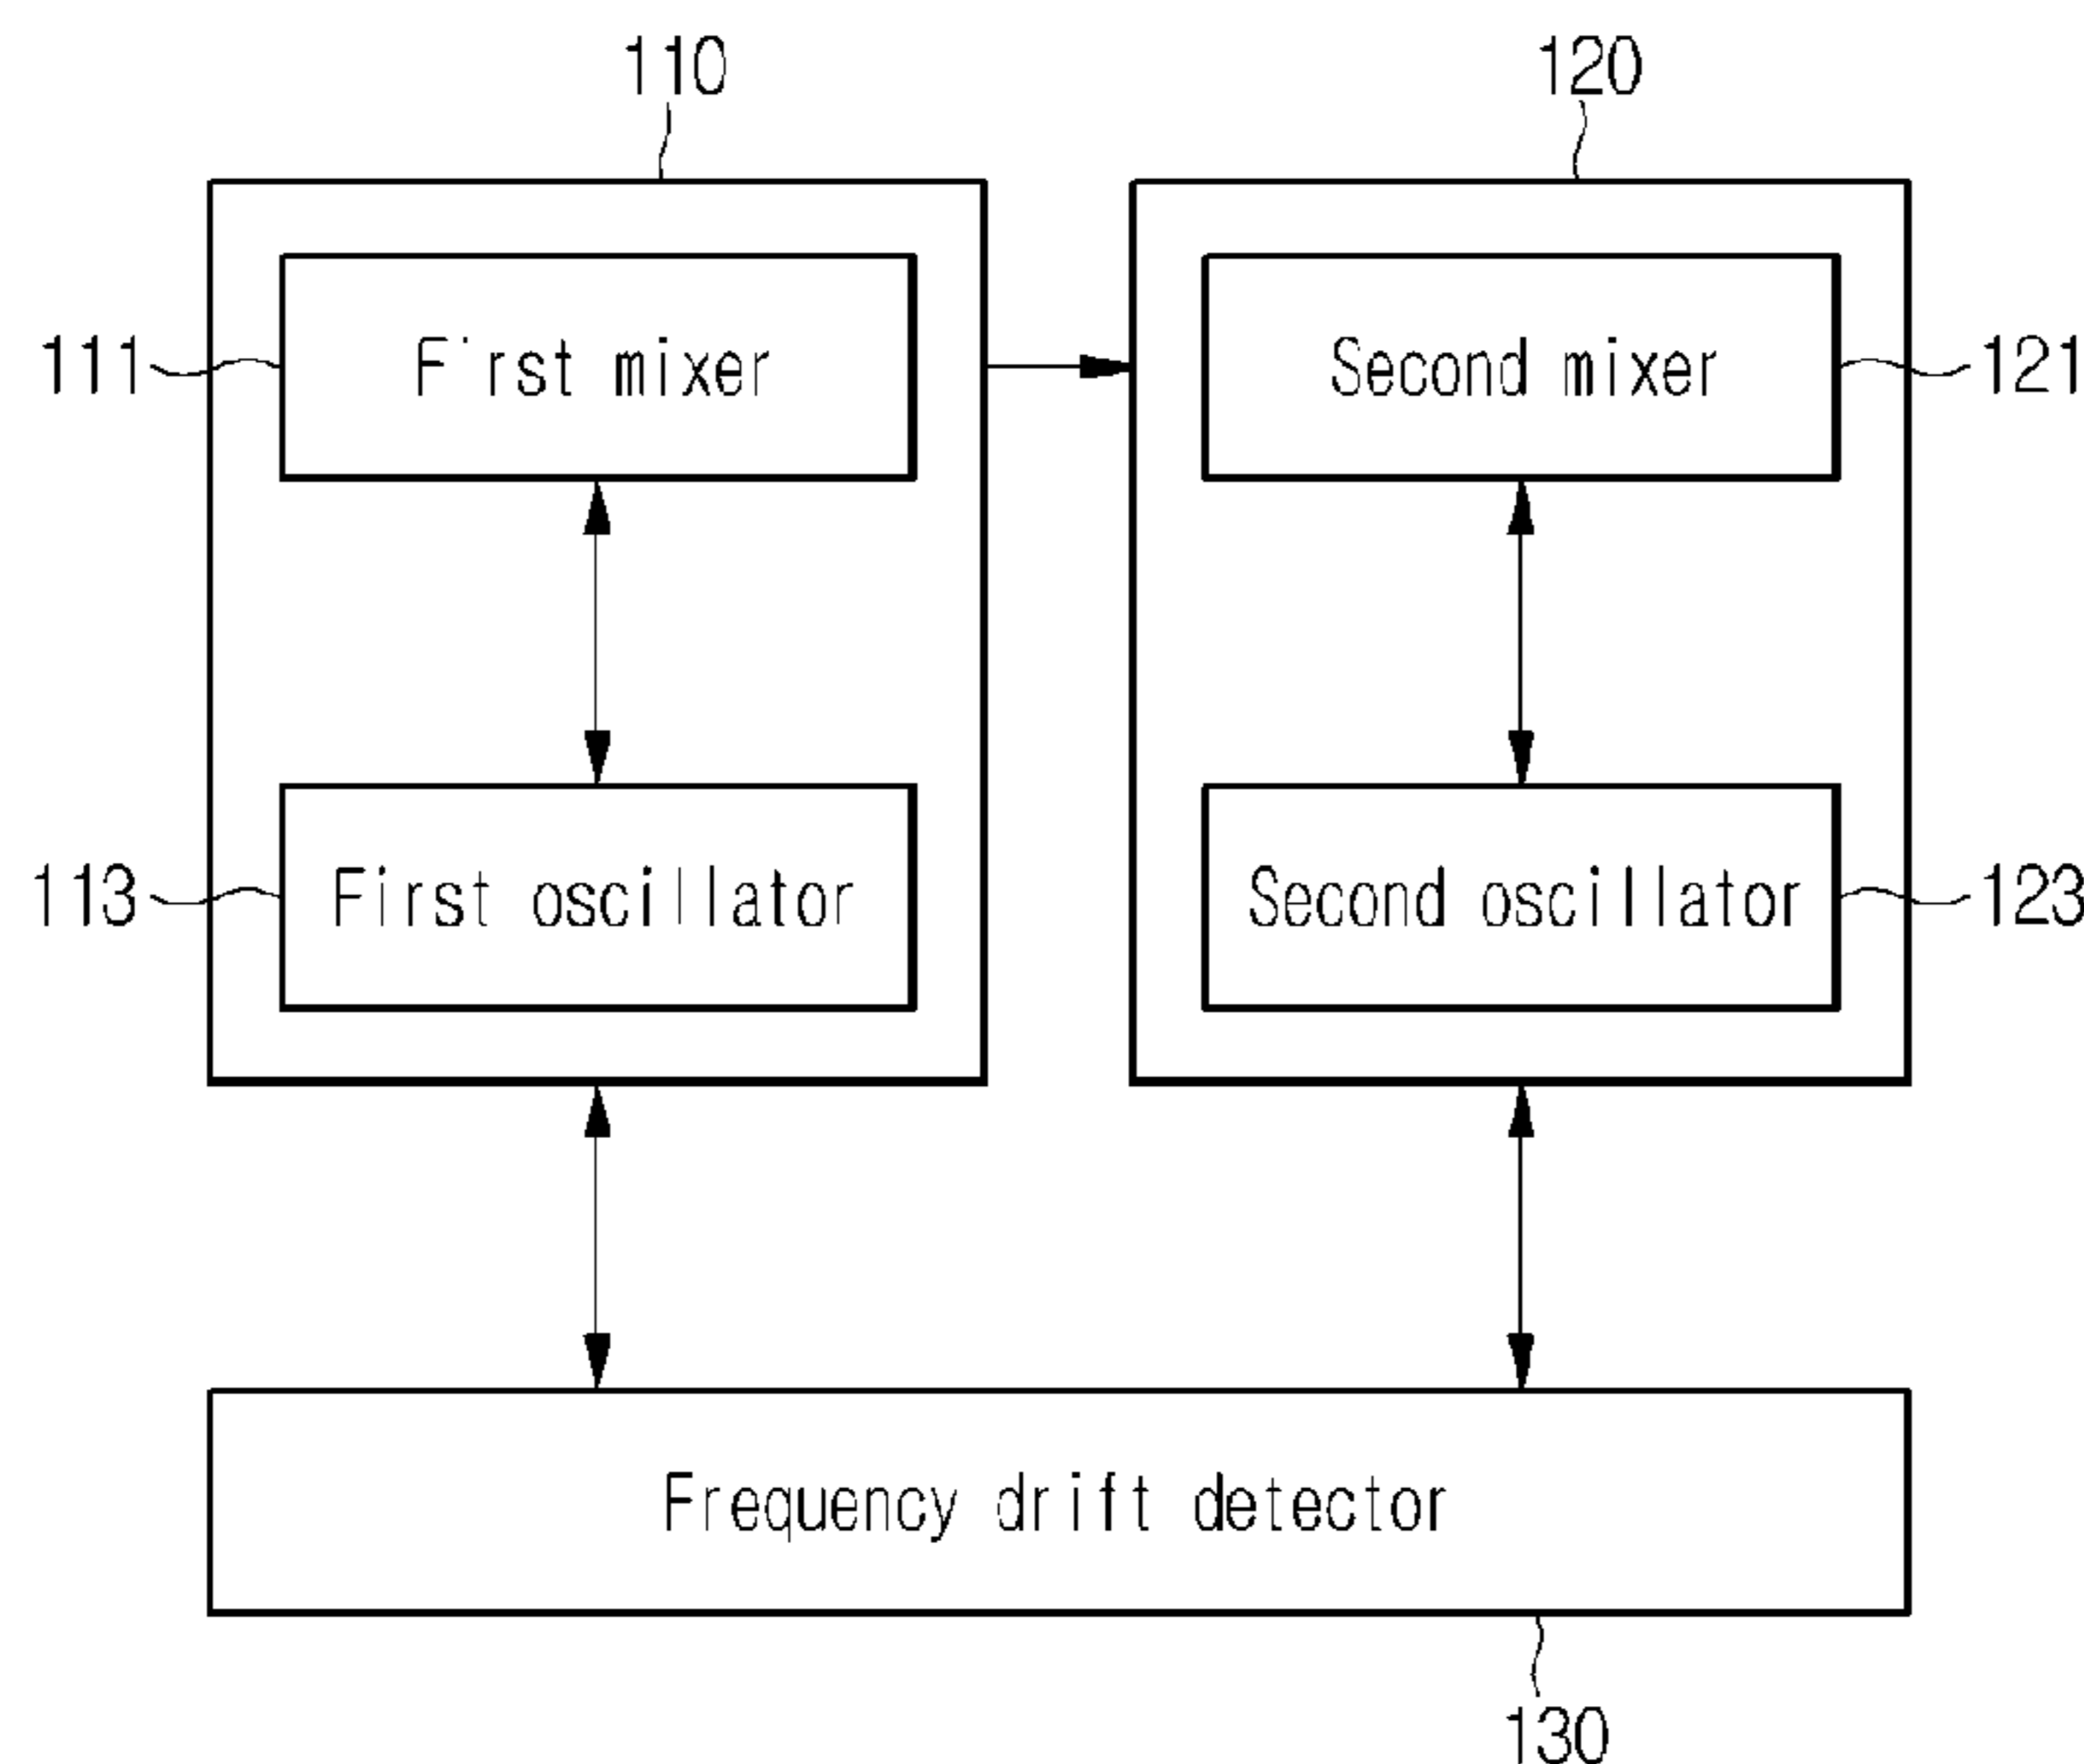 110
120
111
First mixer
Second mixer
121
113
First oscillator
Second oscillator
123
Frequency drift detector
130